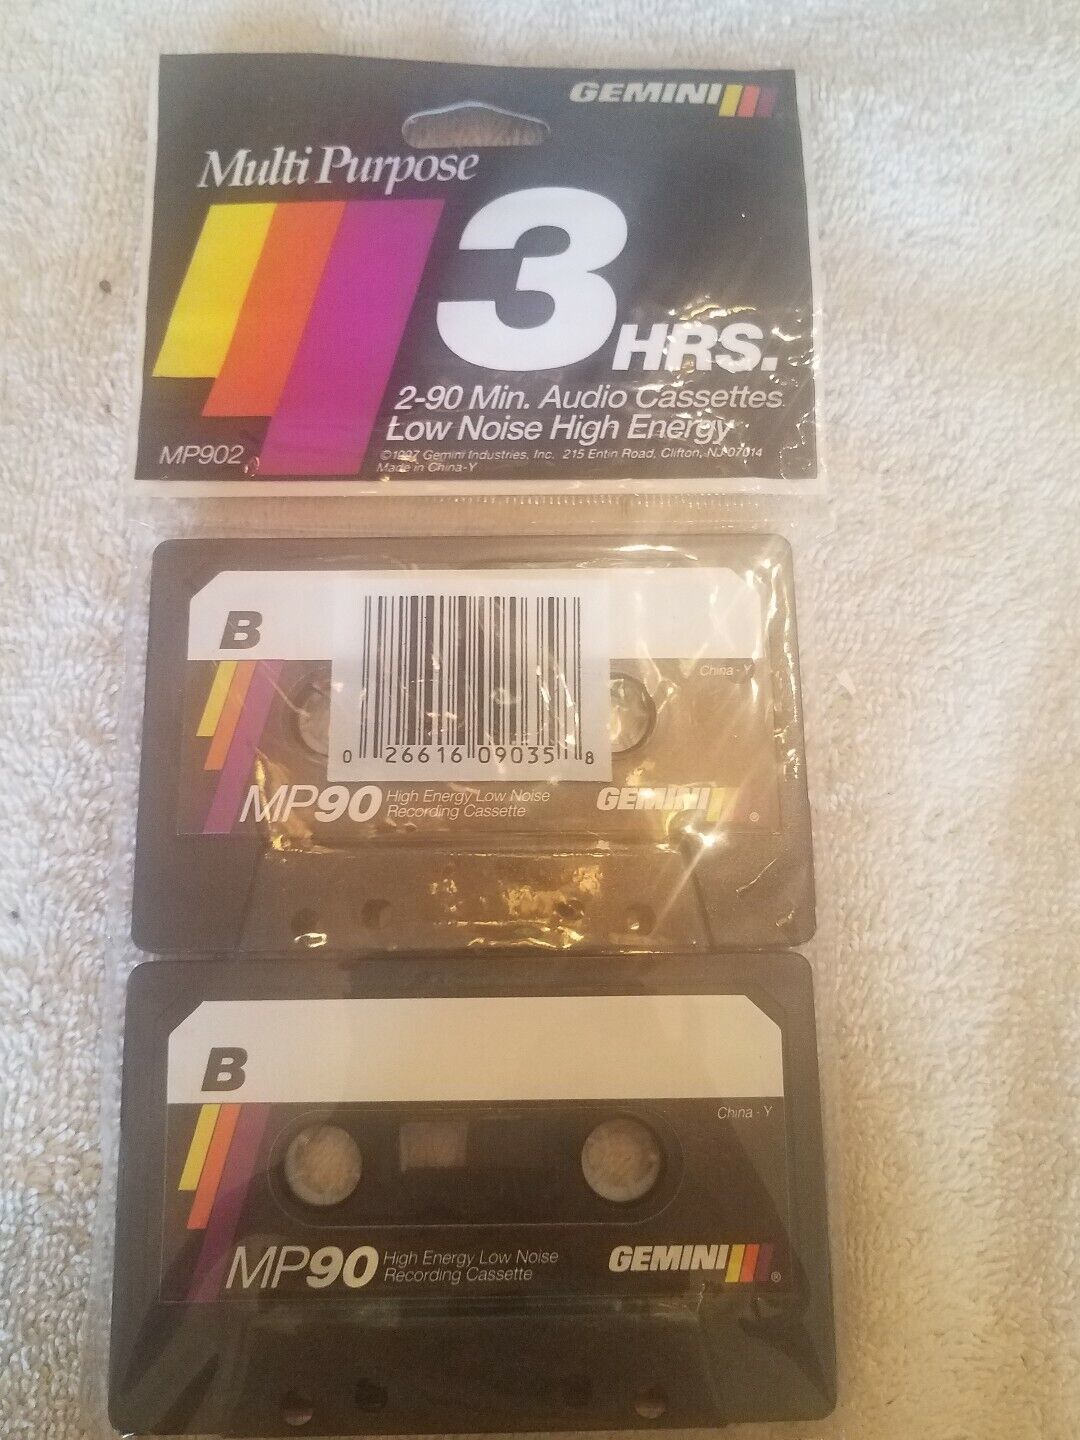 GEMINI
Multi Purpose
3 HRS.
2-90 Min. Audio Cassettes
Low Noise High Energy
MP902
©1997 Gemini Industries, Inc. 215 Entin Road, Clifton, NJ 07014
Made in China-Y
B
China - Y
0 26616 09035 8
MP90 High Energy Low Noise
Recording Cassette
GEMINI ®
B
China - Y
MP90 High Energy Low Noise
Recording Cassette
GEMINI ®